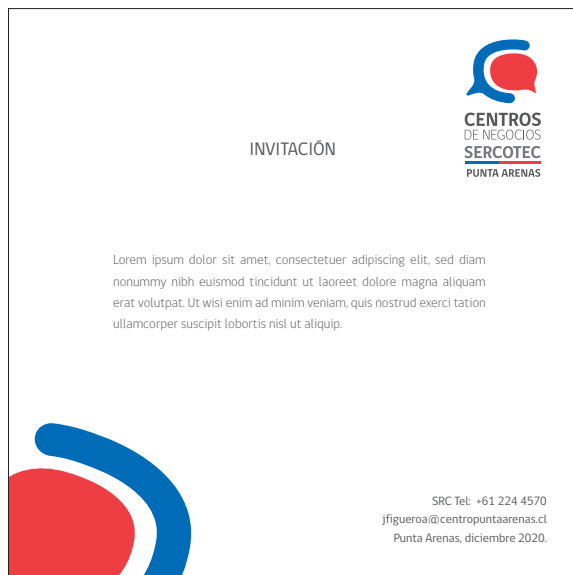 CENTROS
DE NEGOCIOS
SERCOTEC
PUNTA ARENAS
INVITACIÓN
Lorem ipsum dolor sit amet, consectetuer adipiscing elit, sed diam
nonummy nibh euismod tincidunt ut laoreet dolore magna aliquam
erat volutpat. Ut wisi enim ad minim veniam, quis nostrud exerci tation
ullamcorper suscipit lobortis nisl ut aliquip.
SRC Tel: +61 224 4570
jfigueroa@centropuntaarenas.cl
Punta Arenas, diciembre 2020.